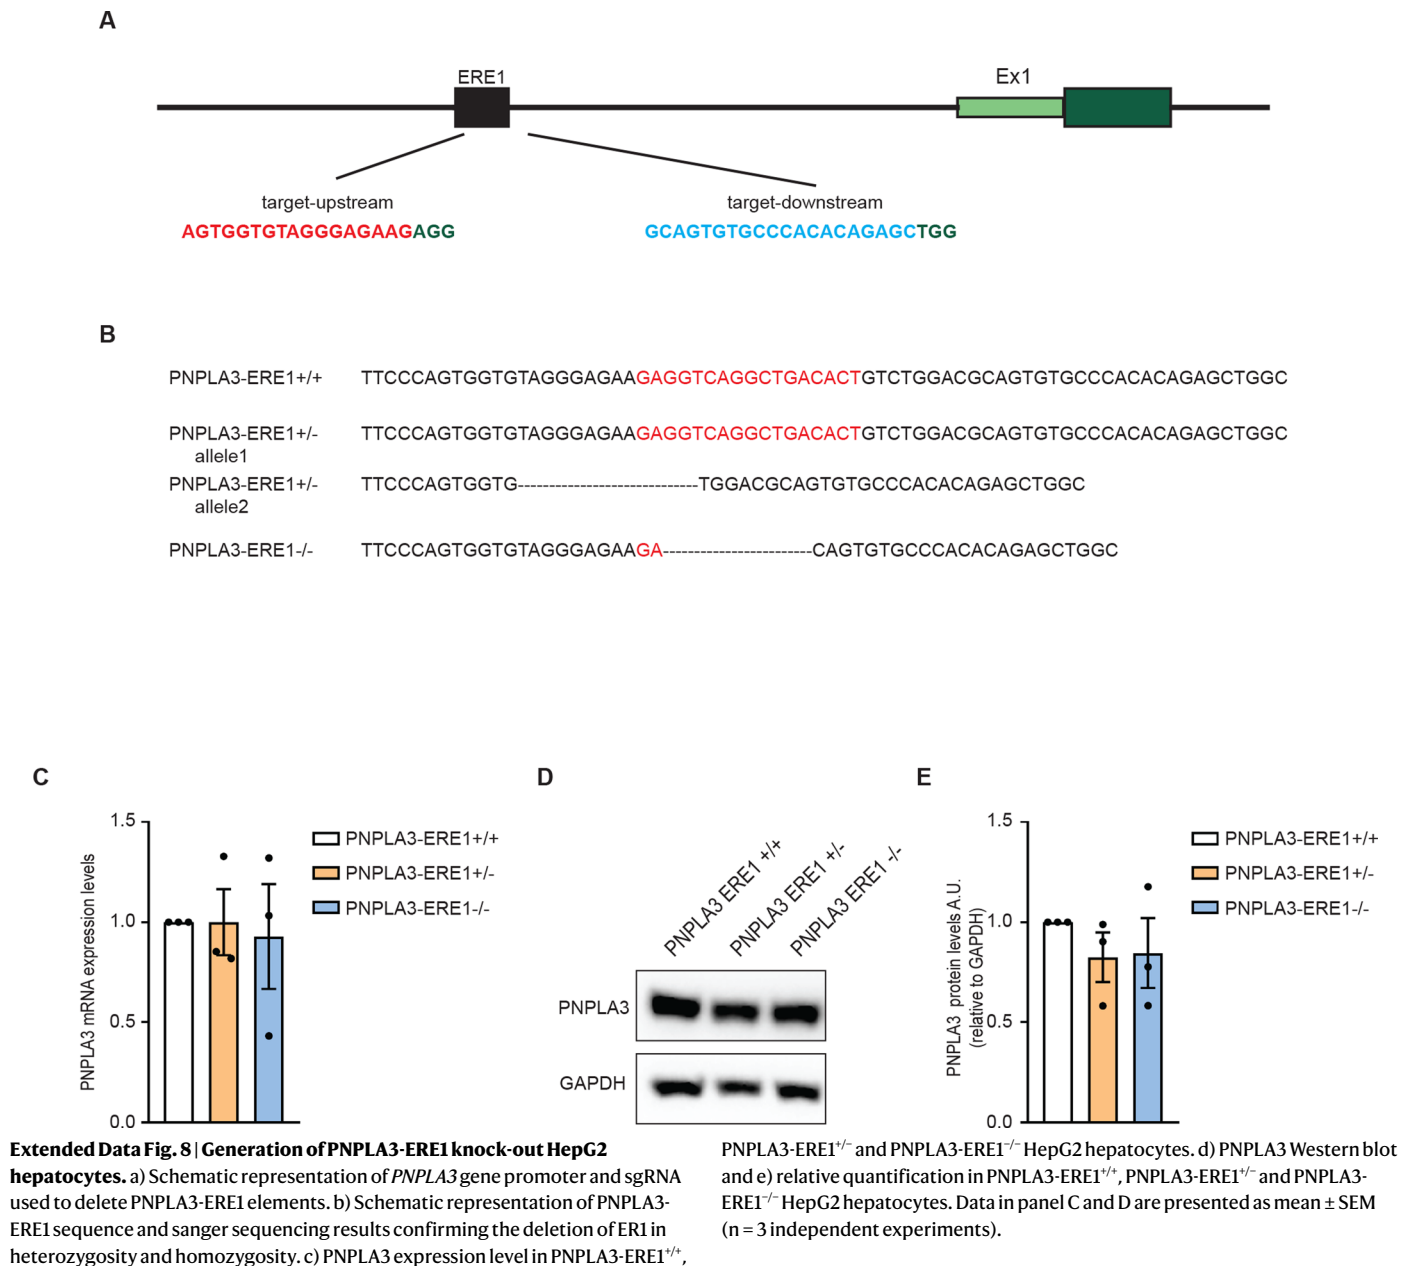 A
ERE1
Ex1
target-upstream
target-downstream
AGTGGTGTAGGGAGAAGAGG
GCAGTGTGCCCACACAGAGCTGG
B
PNPLA3-ERE1+/+ TTCCCAGTGGTGTAGGGAGAAGAGGTCAGGCTGACACTGTCTGGACGCAGTGTGCCCACACAGAGCTGGC
PNPLA3-ERE1+/- TTCCCAGTGGTGTAGGGAGAAGAGGTCAGGCTGACACTGTCTGGACGCAGTGTGCCCACACAGAGCTGGC
allele1
PNPLA3-ERE1+/- TTCCCAGTGGTG-----------------------------TGGACGCAGTGTGCCCACACAGAGCTGGC
allele2
PNPLA3-ERE1-/- TTCCCAGTGGTGTAGGGAGAAGA------------------------CAGTGTGCCCACACAGAGCTGGC
C
PNPLA3 mRNA expression levels
1.5
1.0
0.5
0.0
PNPLA3-ERE1+/+
PNPLA3-ERE1+/-
PNPLA3-ERE1-/-
D
PNPLA3 ERE1 +/+
PNPLA3 ERE1 +/-
PNPLA3 ERE1 -/-
PNPLA3
GAPDH
E
PNPLA3 protein levels A.U.
(relative to GAPDH)
1.5
1.0
0.5
0.0
PNPLA3-ERE1+/+
PNPLA3-ERE1+/-
PNPLA3-ERE1-/-
Extended Data Fig. 8 | Generation of PNPLA3-ERE1 knock-out HepG2
hepatocytes. a) Schematic representation of PNPLA3 gene promoter and sgRNA
used to delete PNPLA3-ERE1 elements. b) Schematic representation of PNPLA3-
ERE1 sequence and sanger sequencing results confirming the deletion of ER1 in
heterozygosity and homozygosity. c) PNPLA3 expression level in PNPLA3-ERE1+/+,
PNPLA3-ERE1+/− and PNPLA3-ERE1−/− HepG2 hepatocytes. d) PNPLA3 Western blot
and e) relative quantification in PNPLA3-ERE1+/+, PNPLA3-ERE1+/− and PNPLA3-
ERE1−/− HepG2 hepatocytes. Data in panel C and D are presented as mean ± SEM
(n = 3 independent experiments).